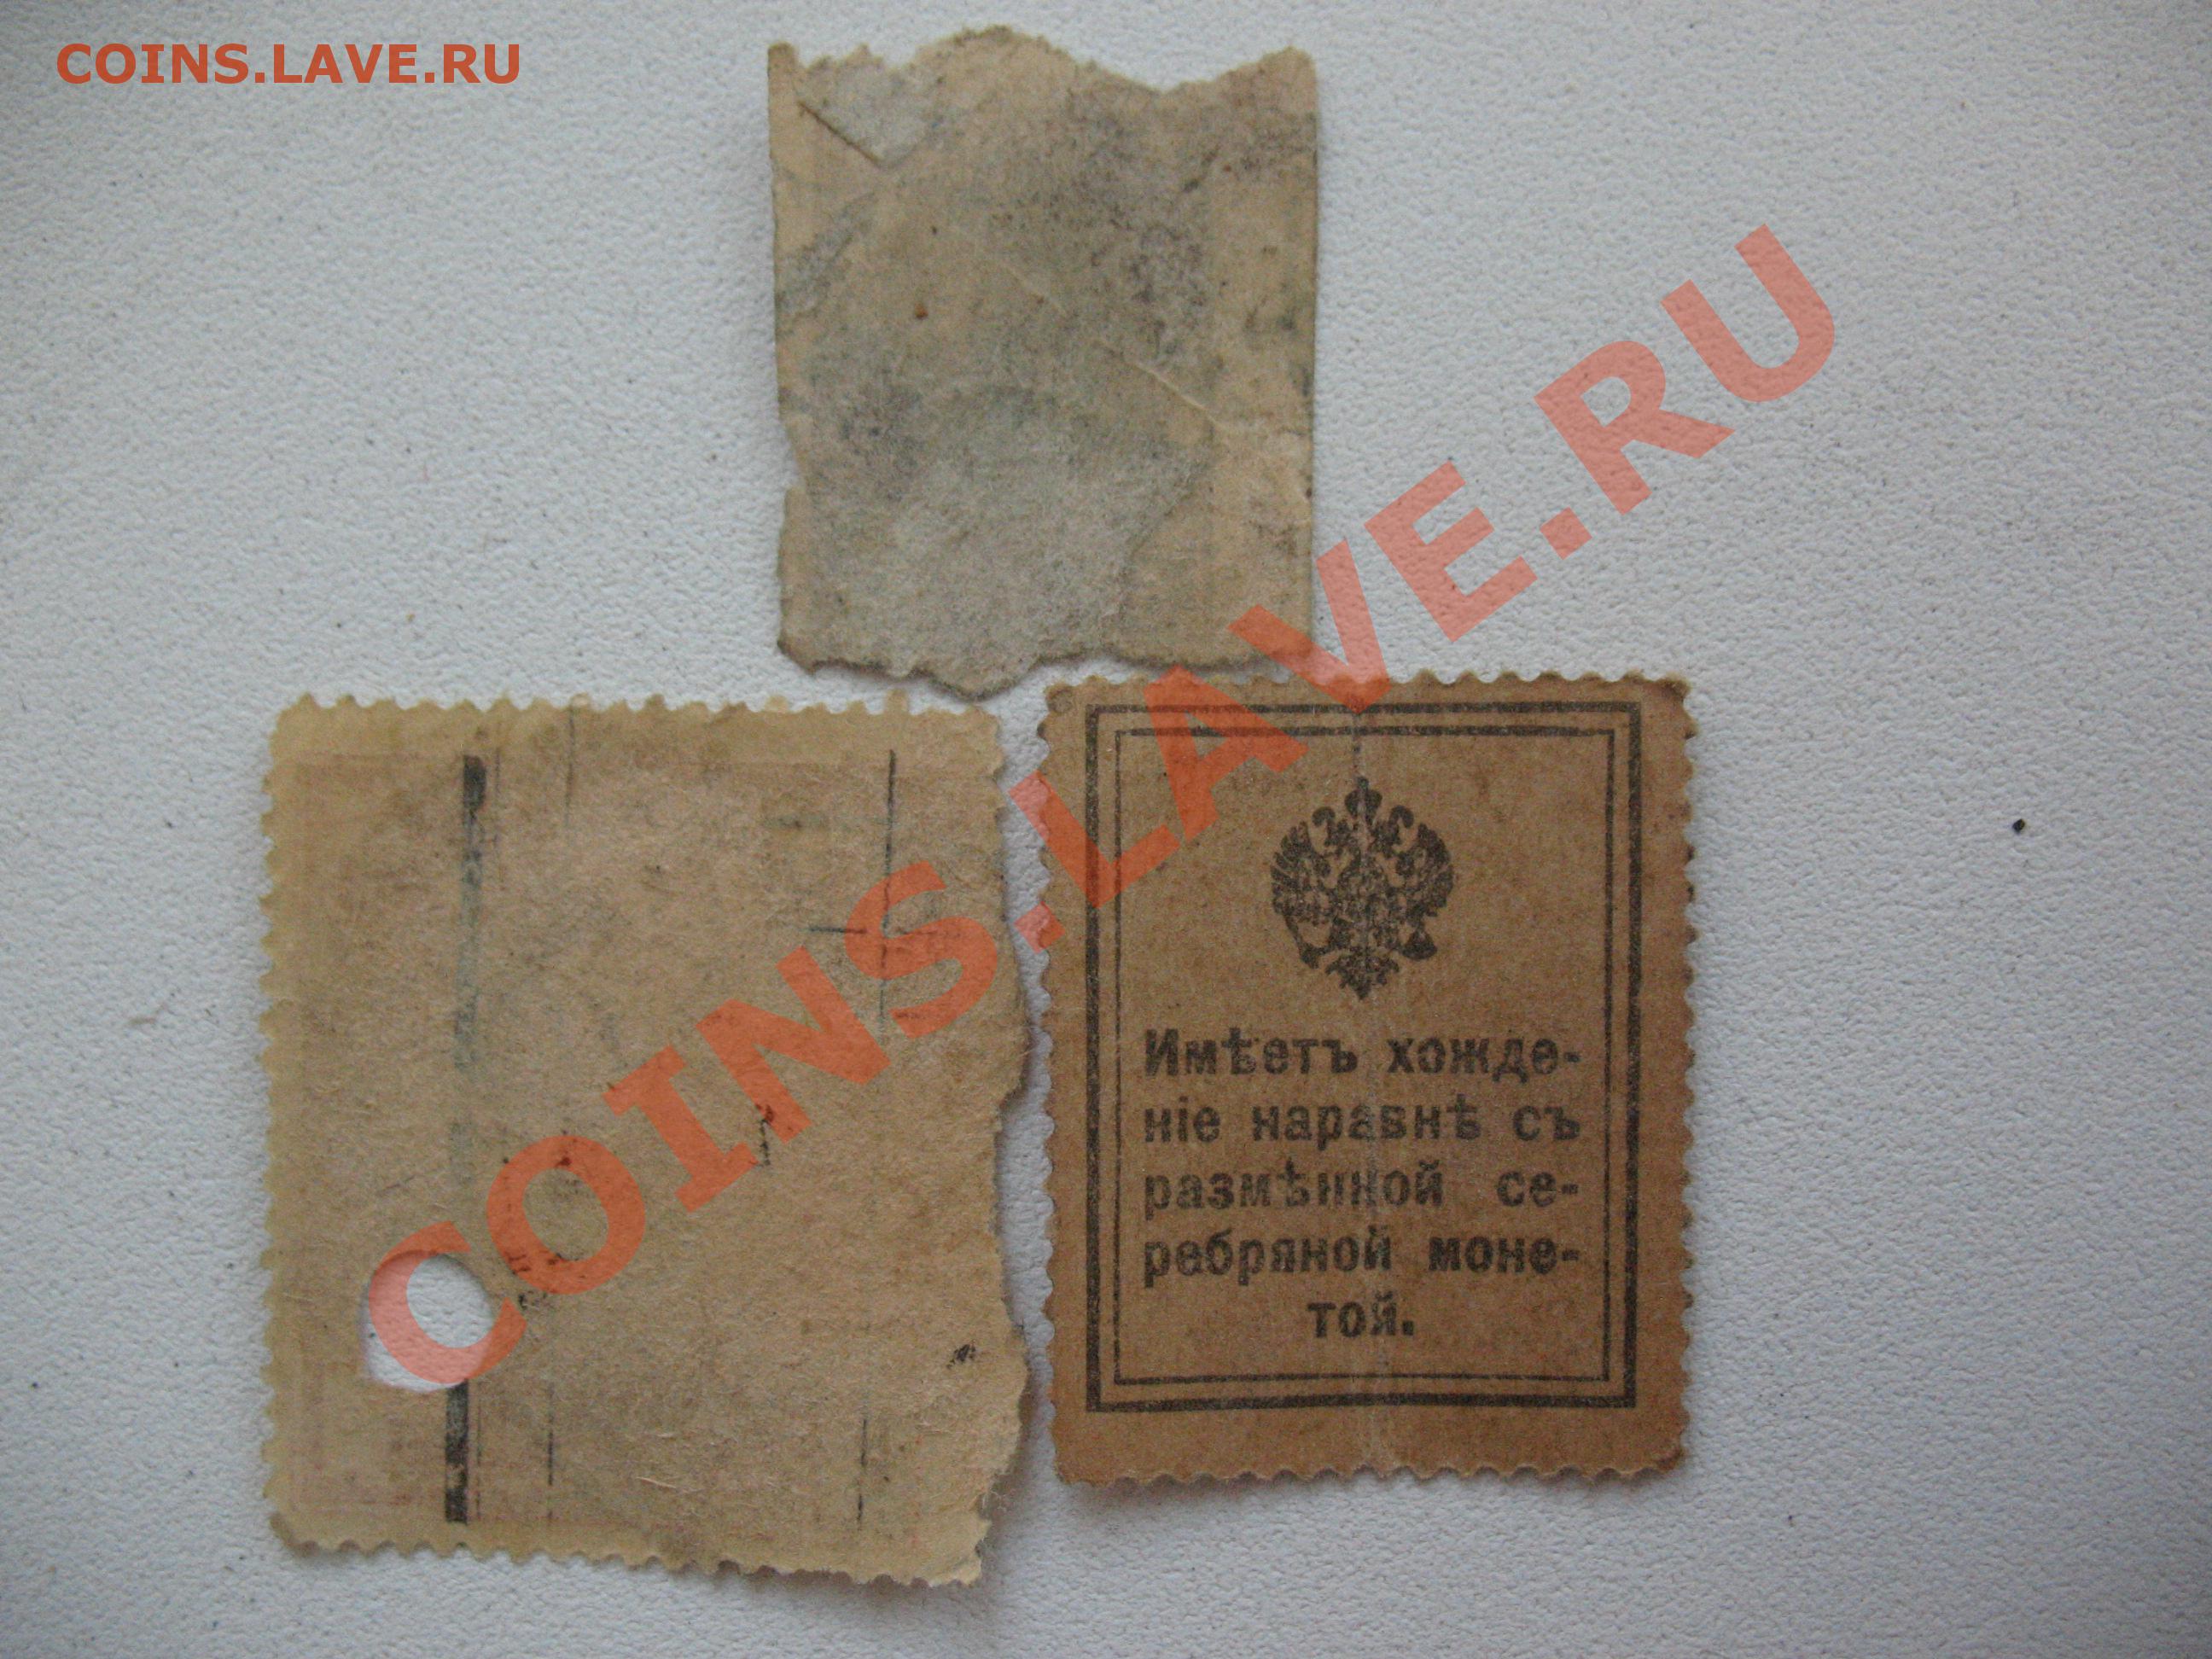 COINS.LAVE.RU
COINS.LAVE.RU
Имѣетъ хожде-
ніе наравнѣ съ
размѣнной се-
ребряной моне-
той.